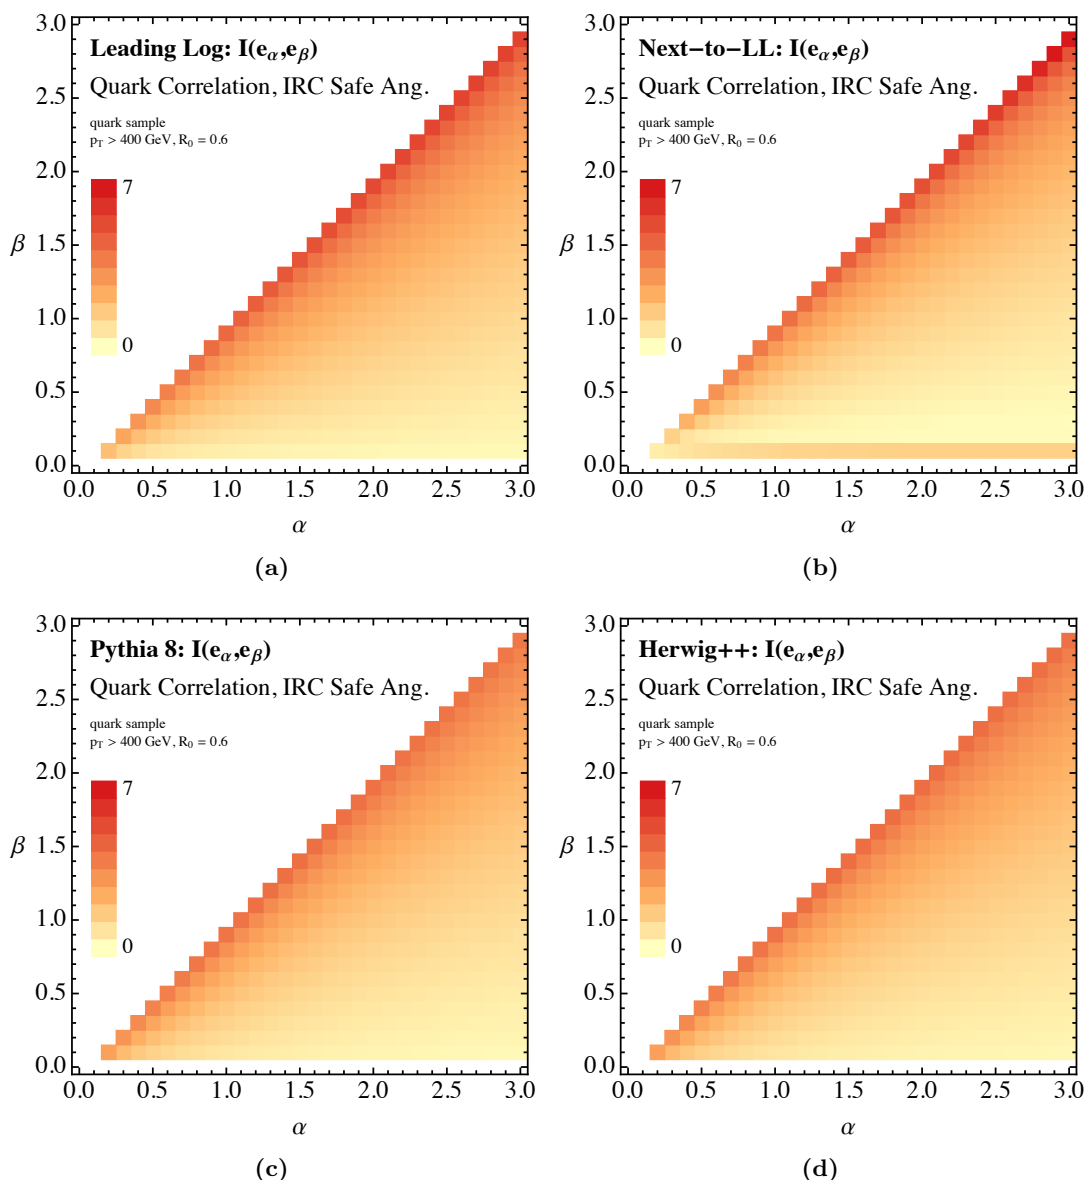 Leading Log: I(eα,eβ)
Quark Correlation, IRC Safe Ang.
quark sample
pT > 400 GeV, R0 = 0.6
7
0
3.0
2.5
2.0
1.5
1.0
0.5
0.0
β
0.0 0.5 1.0 1.5 2.0 2.5 3.0
α
(a)
Next−to−LL: I(eα,eβ)
Quark Correlation, IRC Safe Ang.
quark sample
pT > 400 GeV, R0 = 0.6
7
0
3.0
2.5
2.0
1.5
1.0
0.5
0.0
β
0.0 0.5 1.0 1.5 2.0 2.5 3.0
α
(b)
Pythia 8: I(eα,eβ)
Quark Correlation, IRC Safe Ang.
quark sample
pT > 400 GeV, R0 = 0.6
7
0
3.0
2.5
2.0
1.5
1.0
0.5
0.0
β
0.0 0.5 1.0 1.5 2.0 2.5 3.0
α
(c)
Herwig++: I(eα,eβ)
Quark Correlation, IRC Safe Ang.
quark sample
pT > 400 GeV, R0 = 0.6
7
0
3.0
2.5
2.0
1.5
1.0
0.5
0.0
β
0.0 0.5 1.0 1.5 2.0 2.5 3.0
α
(d)